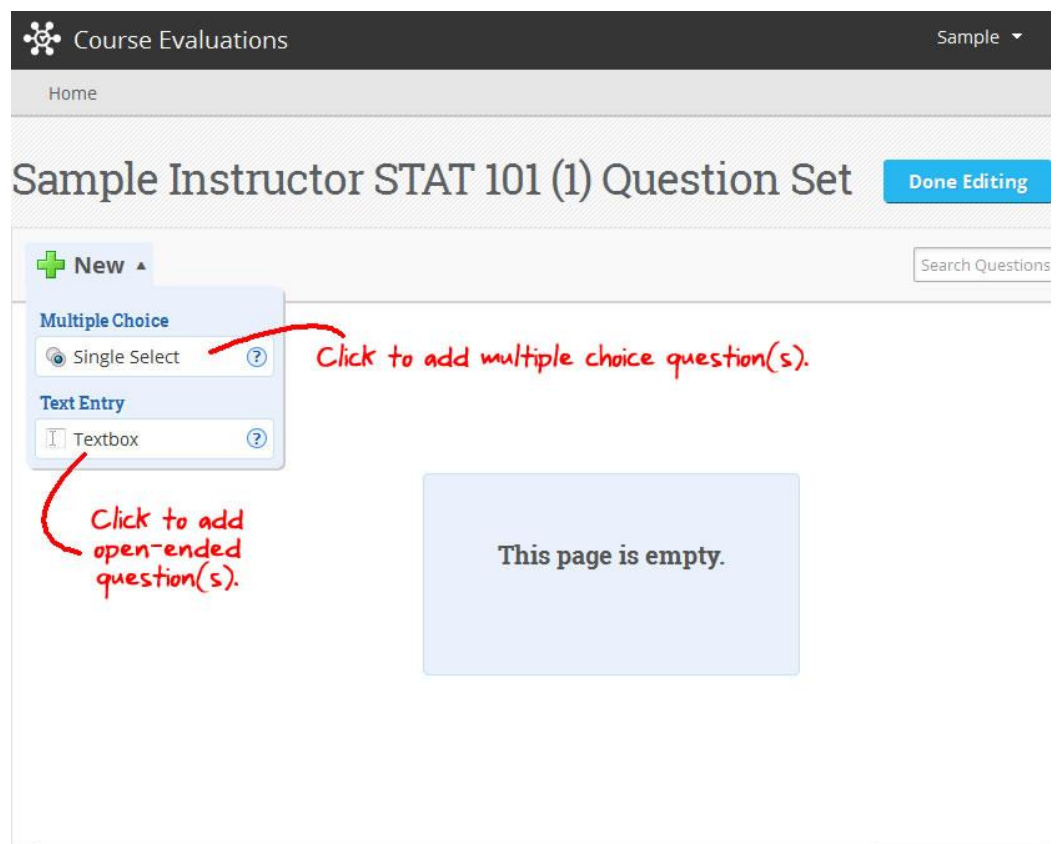 Course Evaluations
Sample
Home
Sample Instructor STAT 101 (1) Question Set
Done Editing
New
Search Questions
Multiple Choice
Single Select ?
Click to add multiple choice question(s).
Text Entry
Textbox ?
Click to add
open-ended
question(s).
This page is empty.